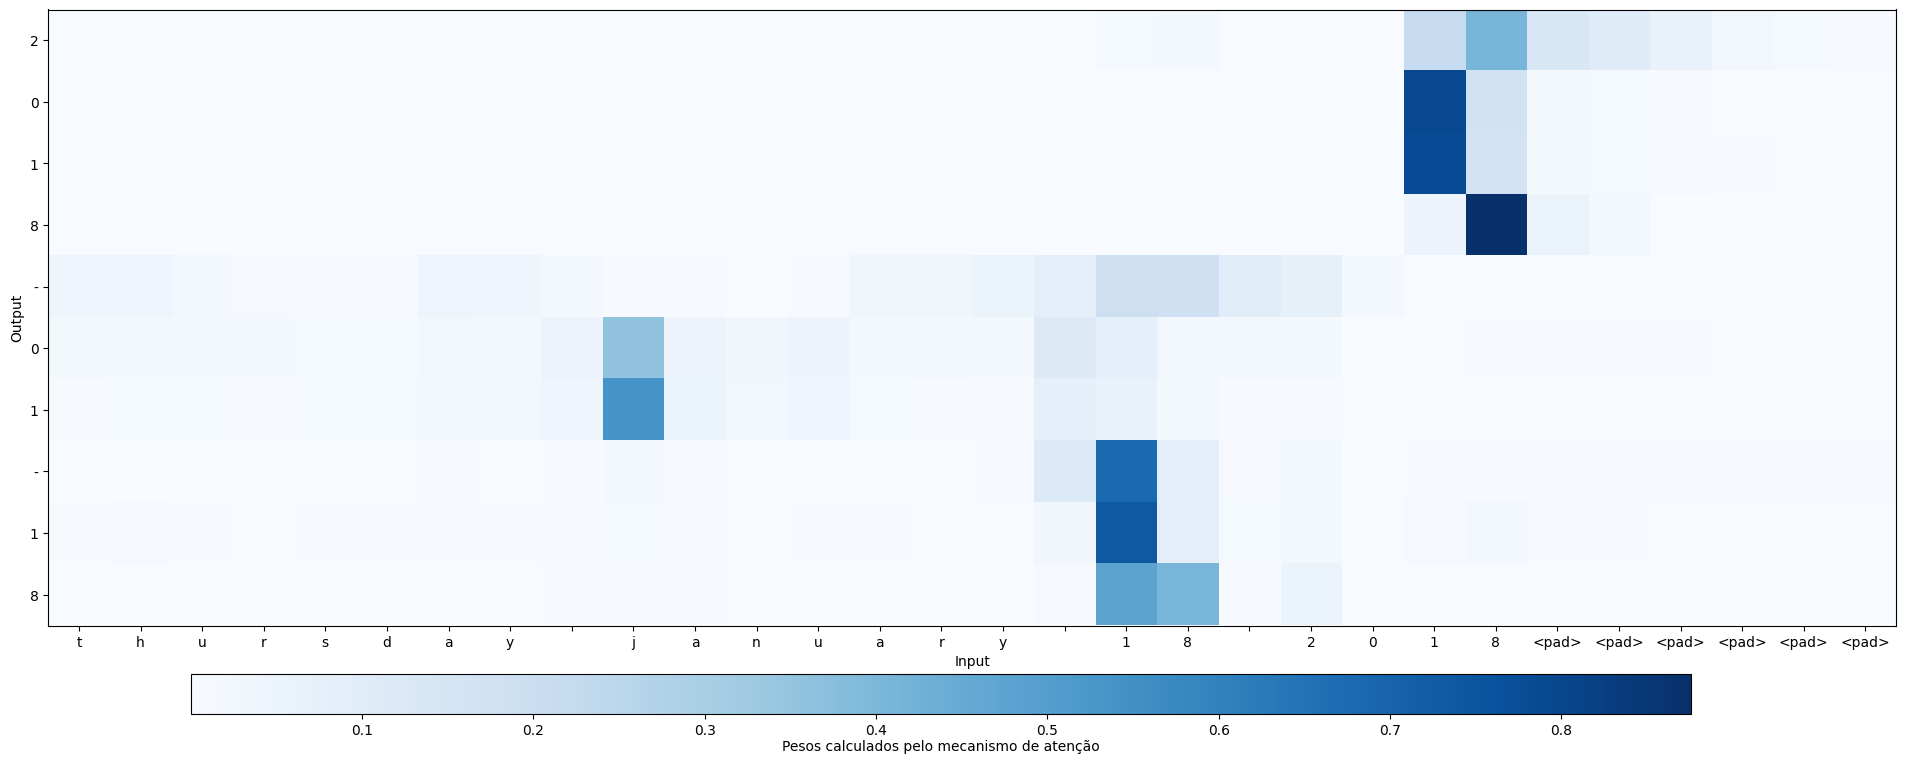 2
0
1
8
-
0
1
-
1
8
Output
t h u r s d a y j a n u a r y 1 8 2 0 1 8 <pad> <pad> <pad> <pad> <pad> <pad>
Input
0.1 0.2 0.3 0.4 0.5 0.6 0.7 0.8
Pesos calculados pelo mecanismo de atenção